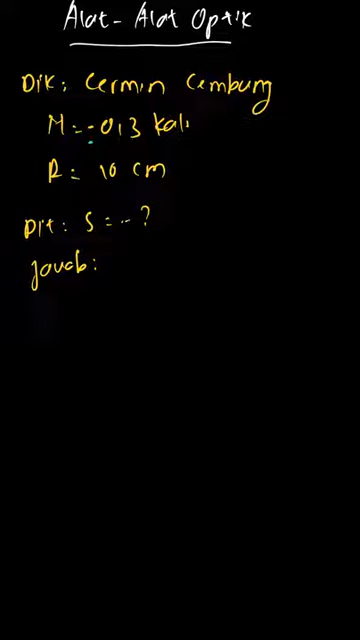 Alat-Alat Optik
Dik: Cermin Cembung
M = -0,3 kali
R = 10 cm
Dit: S = -- ?
Jawab: